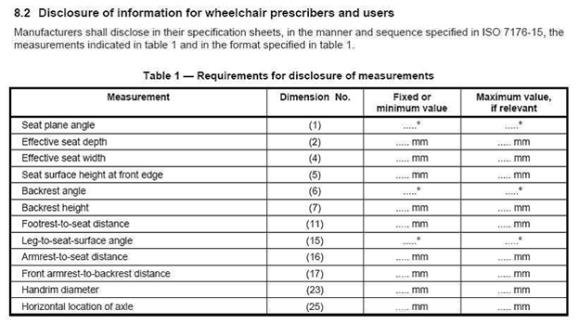 8.2 Disclosure of information for wheelchair prescribers and users
Manufacturers shall disclose in their specification sheets, in the manner and sequence specified in ISO 7176-15, the
measurements indicated in table 1 and in the format specified in table 1.
Table 1 — Requirements for disclosure of measurements
Measurement Dimension No. Fixed or minimum value Maximum value, if relevant
Seat plane angle (1) .....° .....°
Effective seat depth (2) ..... mm ..... mm
Effective seat width (4) ..... mm ..... mm
Seat surface height at front edge (5) ..... mm ..... mm
Backrest angle (6) .....° .....°
Backrest height (7) ..... mm ..... mm
Footrest-to-seat distance (11) ..... mm ..... mm
Leg-to-seat-surface angle (15) .....° .....°
Armrest-to-seat distance (16) ..... mm ..... mm
Front armrest-to-backrest distance (17) ..... mm ..... mm
Handrim diameter (23) ..... mm ..... mm
Horizontal location of axle (25) ..... mm ..... mm